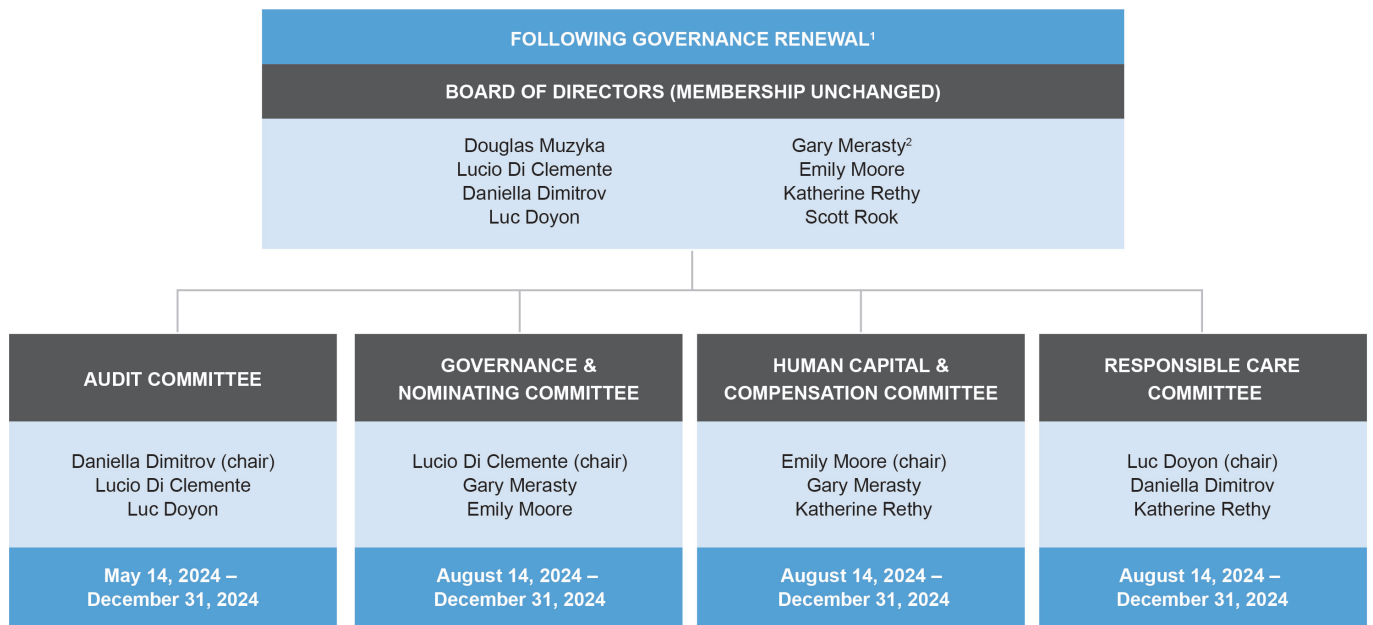 FOLLOWING GOVERNANCE RENEWAL¹
BOARD OF DIRECTORS (MEMBERSHIP UNCHANGED)
Douglas Muzyka
Lucio Di Clemente
Daniella Dimitrov
Luc Doyon
Gary Merasty²
Emily Moore
Katherine Rethy
Scott Rook
AUDIT COMMITTEE
Daniella Dimitrov (chair)
Lucio Di Clemente
Luc Doyon
May 14, 2024 –
December 31, 2024
GOVERNANCE &
NOMINATING COMMITTEE
Lucio Di Clemente (chair)
Gary Merasty
Emily Moore
August 14, 2024 –
December 31, 2024
HUMAN CAPITAL &
COMPENSATION COMMITTEE
Emily Moore (chair)
Gary Merasty
Katherine Rethy
August 14, 2024 –
December 31, 2024
RESPONSIBLE CARE
COMMITTEE
Luc Doyon (chair)
Daniella Dimitrov
Katherine Rethy
August 14, 2024 –
December 31, 2024